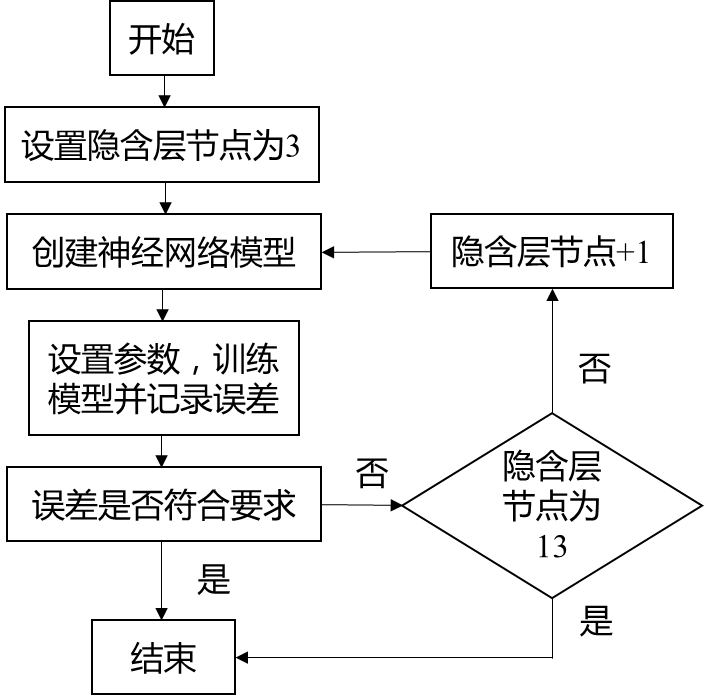 开始
设置隐含层节点为3
创建神经网络模型
隐含层节点+1
设置参数，训练
模型并记录误差
否
误差是否符合要求
否
隐含层
节点为
13
是
是
结束